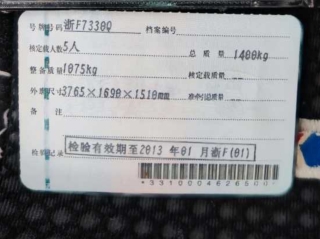 号牌号码 浙F7330Q 档案编号
核定载人数 5人 总质量 1400kg
整备质量 1075kg 核定载质量 --
外廓尺寸 3765×1690×1510mm 准牵引总质量 --
备注
检验记录 检验有效期至2013年01月浙F(01)